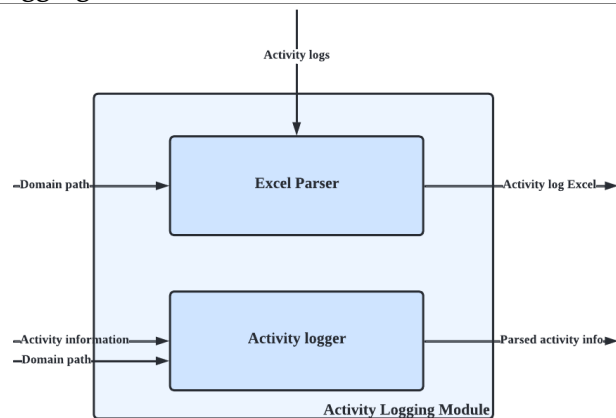 Activity logs
Domain path
Excel Parser
Activity log Excel
Activity information
Domain path
Activity logger
Parsed activity info
Activity Logging Module